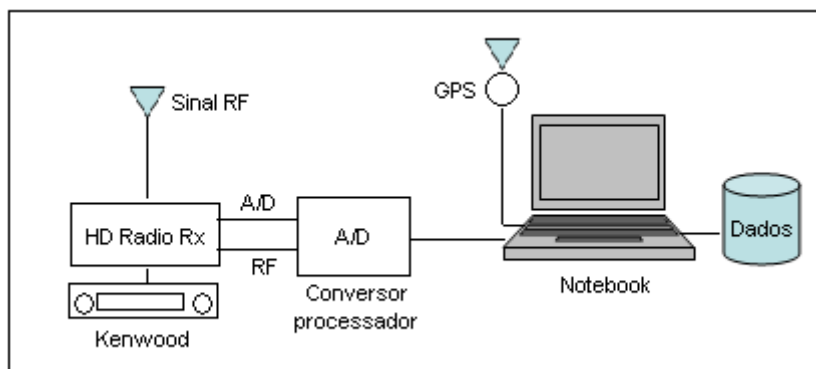 Sinal RF
GPS
A/D
HD Radio Rx
A/D
RF
Dados
Conversor
processador
Notebook
Kenwood